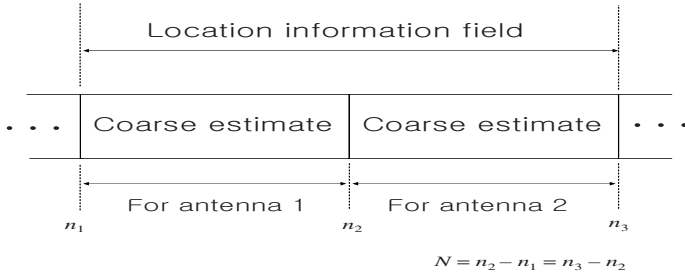 Location information field
• • • Coarse estimate Coarse estimate • • •
For antenna 1 For antenna 2
n₁ n₂ n₃
N = n₂ − n₁ = n₃ − n₂